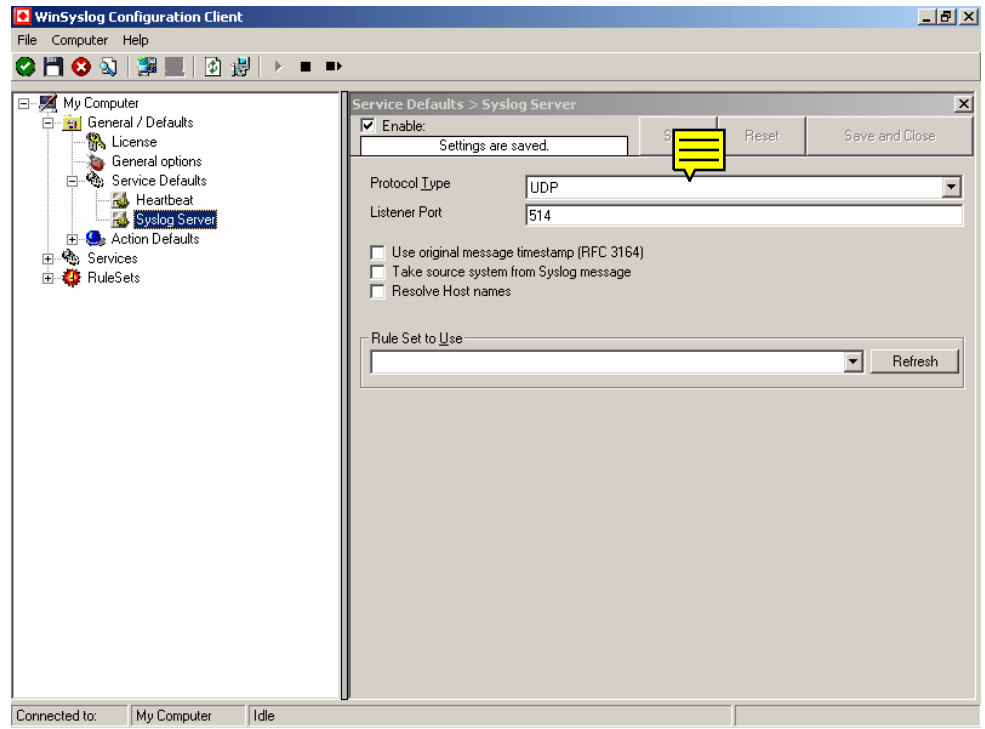 WinSyslog Configuration Client
File Computer Help
My Computer
General / Defaults
License
General options
Service Defaults
Heartbeat
Syslog Server
Action Defaults
Services
RuleSets
Service Defaults > Syslog Server
Enable:
Settings are saved.
Reset
Save and Close
Protocol Type
UDP
Listener Port
514
Use original message timestamp (RFC 3164)
Take source system from Syslog message
Resolve Host names
Rule Set to Use
Refresh
Connected to: My Computer Idle